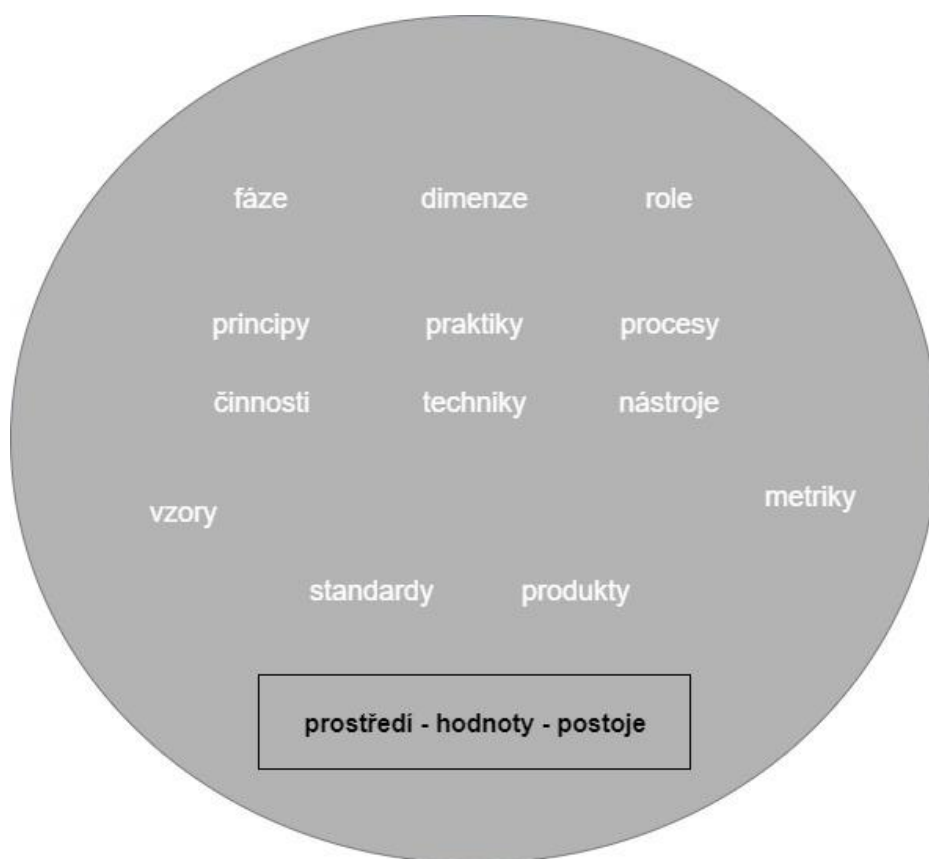 fáze dimenze role
principy praktiky procesy
činnosti techniky nástroje
vzory metriky
standardy produkty
prostředí - hodnoty - postoje